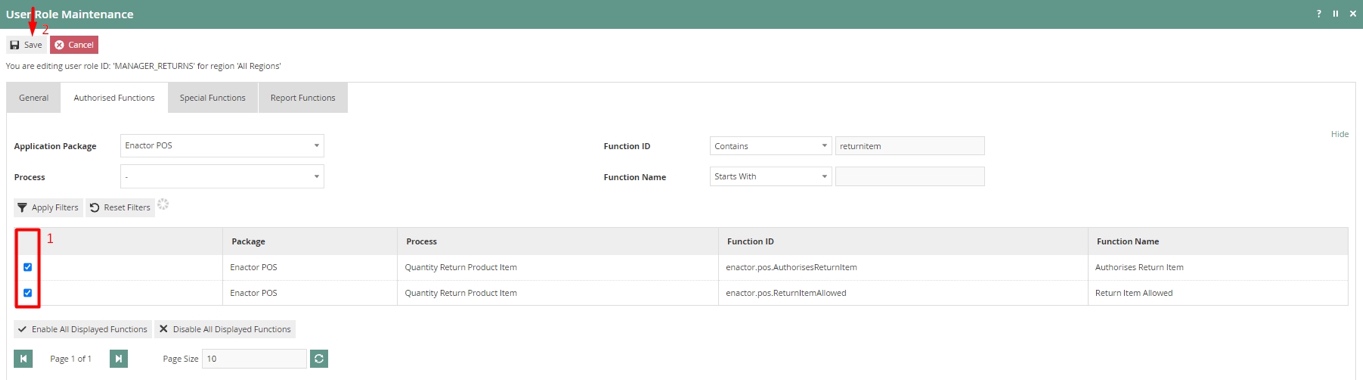 User Role Maintenance ?
2
Save Cancel
You are editing user role ID: 'MANAGER_RETURNS' for region 'All Regions'
General Authorised Functions Special Functions Report Functions
Hide
Application Package Enactor POS Function ID Contains returnitem
Process - Function Name Starts With
Apply Filters Reset Filters
1
Package Process Function ID Function Name
Enactor POS Quantity Return Product Item enactor.pos.AuthorisesReturnItem Authorises Return Item
Enactor POS Quantity Return Product Item enactor.pos.ReturnItemAllowed Return Item Allowed
Enable All Displayed Functions Disable All Displayed Functions
Page 1 of 1 Page Size 10